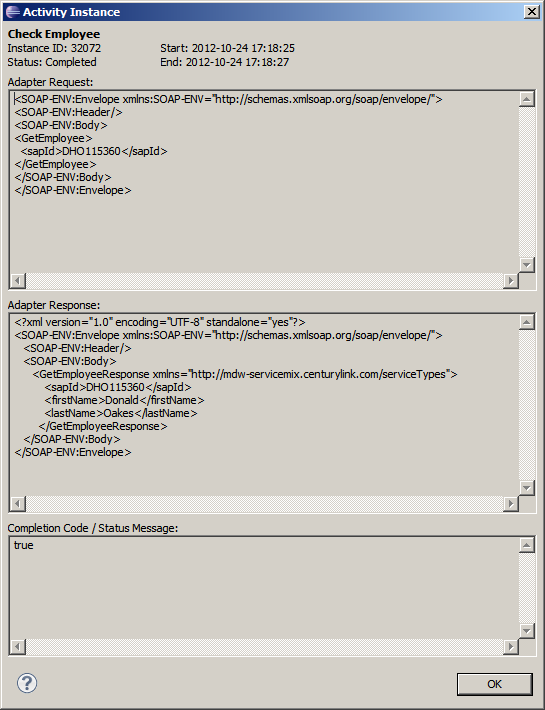 Activity Instance
Check Employee
Instance ID: 32072 Start: 2012-10-24 17:18:25
Status: Completed End: 2012-10-24 17:18:27
Adapter Request:
<SOAP-ENV:Envelope xmlns:SOAP-ENV="http://schemas.xmlsoap.org/soap/envelope/">
<SOAP-ENV:Header/>
<SOAP-ENV:Body>
<GetEmployee>
  <sapId>DHO115360</sapId>
</GetEmployee>
</SOAP-ENV:Body>
</SOAP-ENV:Envelope>
Adapter Response:
<?xml version="1.0" encoding="UTF-8" standalone="yes"?>
<SOAP-ENV:Envelope xmlns:SOAP-ENV="http://schemas.xmlsoap.org/soap/envelope/">
   <SOAP-ENV:Header/>
   <SOAP-ENV:Body>
      <GetEmployeeResponse xmlns="http://mdw-servicemix.centurylink.com/serviceTypes">
         <sapId>DHO115360</sapId>
         <firstName>Donald</firstName>
         <lastName>Oakes</lastName>
        </GetEmployeeResponse>
   </SOAP-ENV:Body>
</SOAP-ENV:Envelope>
Completion Code / Status Message:
true
?
OK